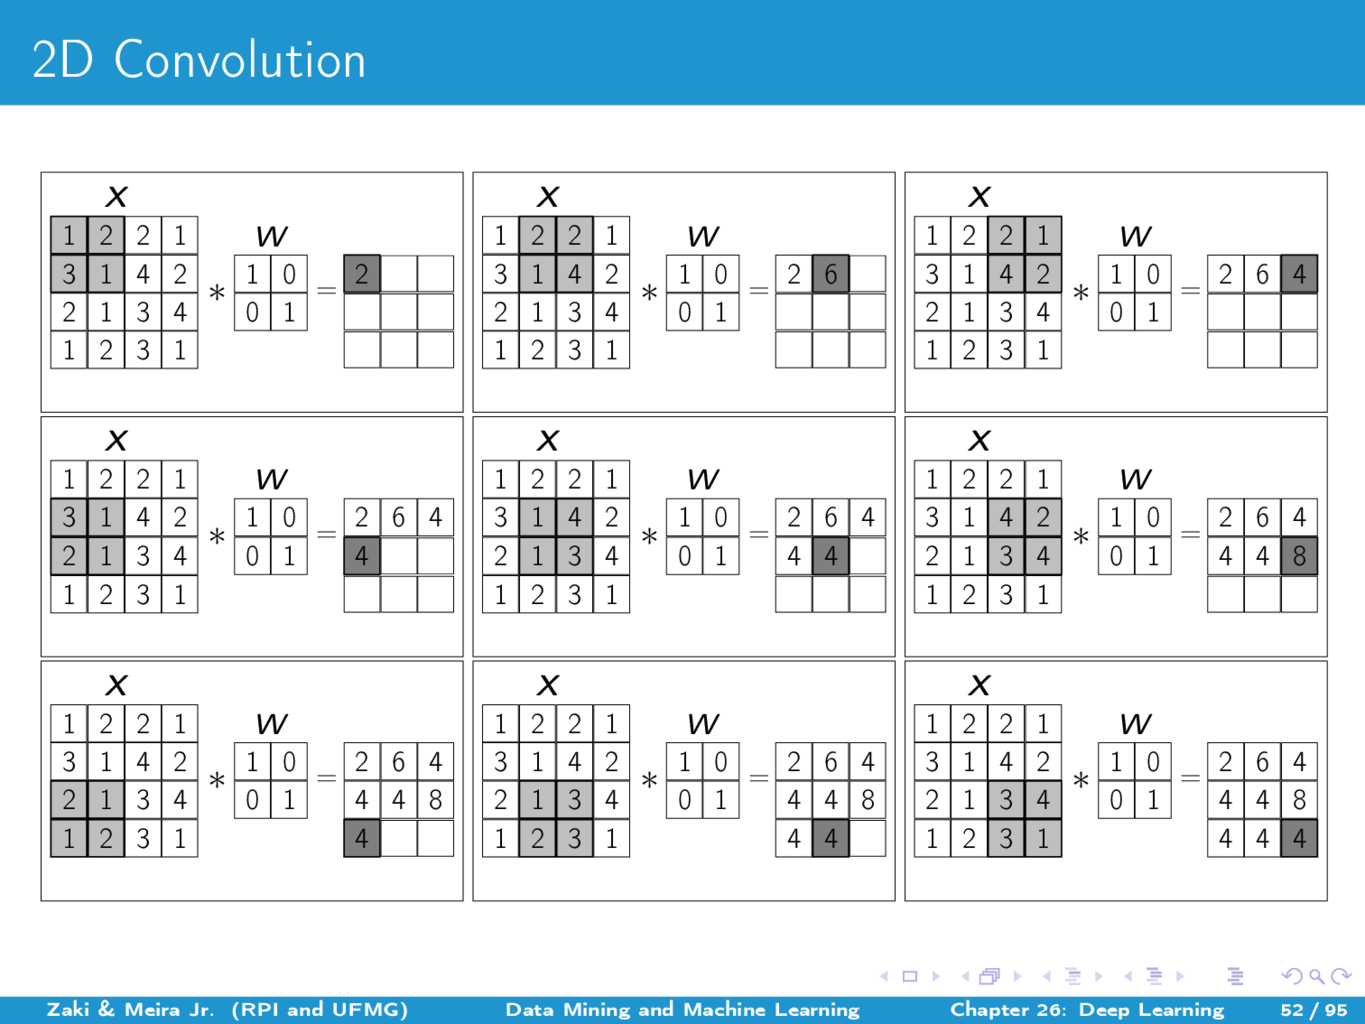 2D Convolution
X X X
1 2 2 1 W 1 2 2 1 W 1 2 2 1 W
3 1 4 2 * 1 0 = 2 3 1 4 2 * 1 0 = 2 6 3 1 4 2 * 1 0 = 2 6 4
2 1 3 4 0 1 2 1 3 4 0 1 2 1 3 4 0 1
1 2 3 1 1 2 3 1 1 2 3 1
X X X
1 2 2 1 W 1 2 2 1 W 1 2 2 1 W
3 1 4 2 * 1 0 = 2 6 4 3 1 4 2 * 1 0 = 2 6 4 3 1 4 2 * 1 0 = 2 6 4
2 1 3 4 0 1 4 2 1 3 4 0 1 4 4 2 1 3 4 0 1 4 4 8
1 2 3 1 1 2 3 1 1 2 3 1
X X X
1 2 2 1 W 1 2 2 1 W 1 2 2 1 W
3 1 4 2 * 1 0 = 2 6 4 3 1 4 2 * 1 0 = 2 6 4 3 1 4 2 * 1 0 = 2 6 4
2 1 3 4 0 1 4 4 8 2 1 3 4 0 1 4 4 8 2 1 3 4 0 1 4 4 8
1 2 3 1 4 1 2 3 1 4 4 1 2 3 1 4 4 4
Zaki & Meira Jr. (RPI and UFMG) Data Mining and Machine Learning Chapter 26: Deep Learning 52 / 95